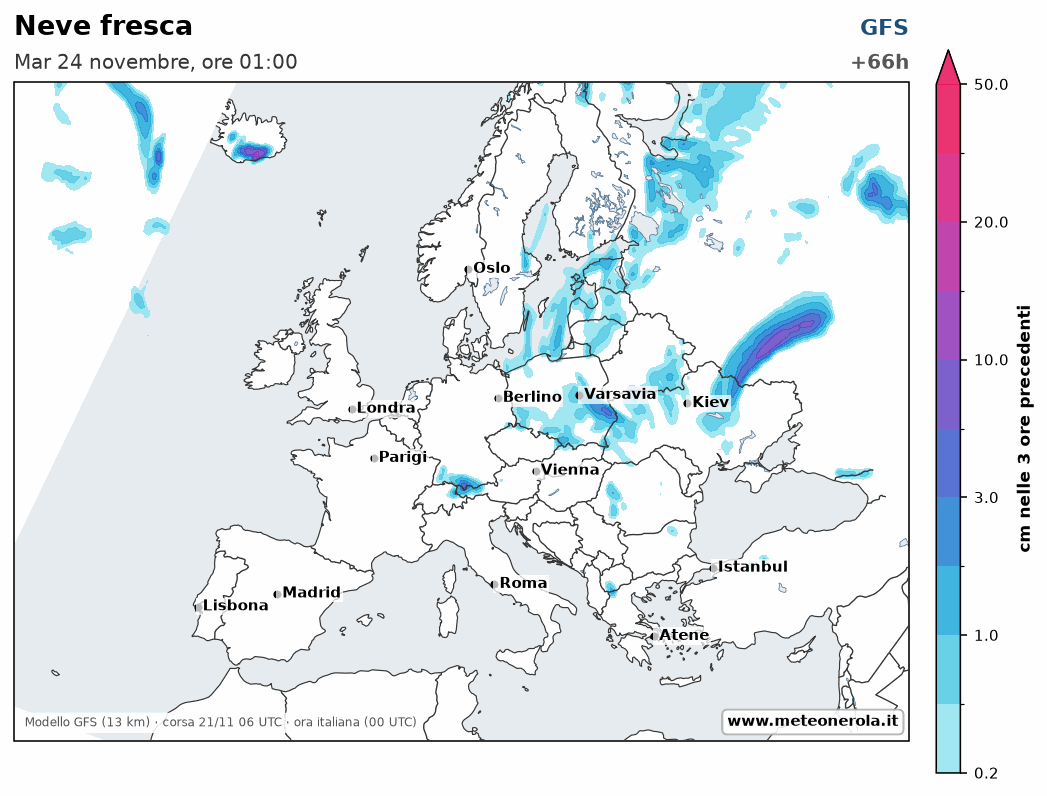 Neve fresca
GFS
Mar 24 novembre, ore 01:00
+66h
50.0
20.0
10.0
3.0
1.0
0.2
cm nelle 3 ore precedenti
Oslo
Berlino
Varsavia
Kiev
Londra
Parigi
Vienna
Istanbul
Roma
Madrid
Lisbona
Atene
Modello GFS (13 km) · corsa 21/11 06 UTC · ora italiana (00 UTC)
www.meteonerola.it